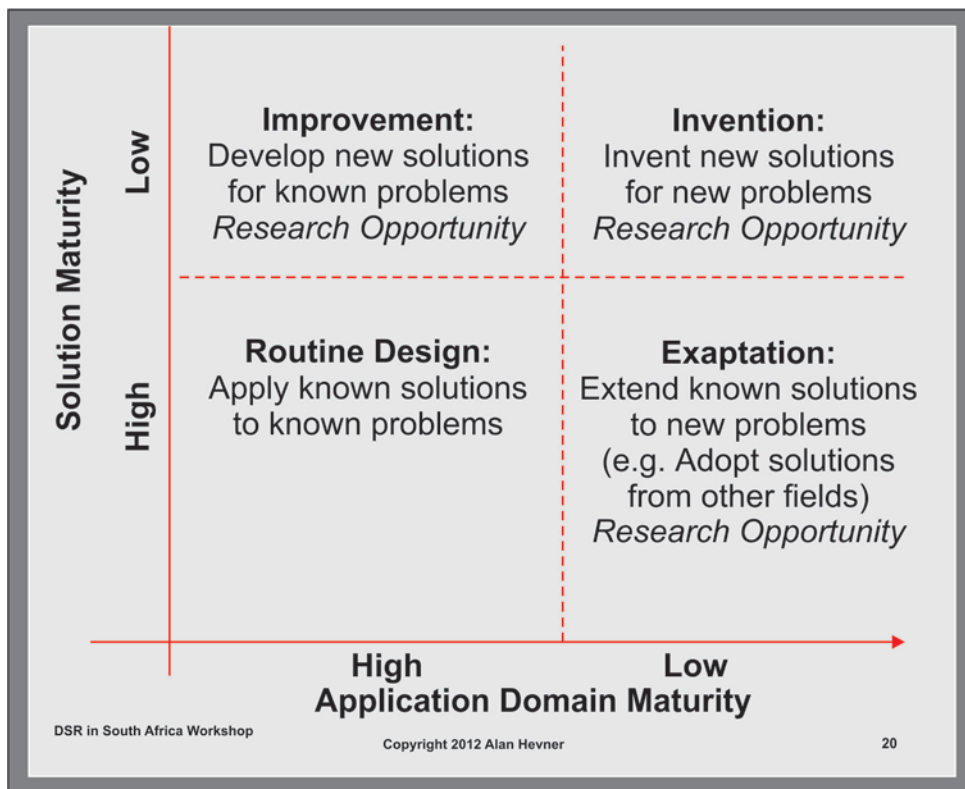 Solution Maturity
Low
High
Improvement:
Develop new solutions
for known problems
Research Opportunity
Invention:
Invent new solutions
for new problems
Research Opportunity
Routine Design:
Apply known solutions
to known problems
Exaptation:
Extend known solutions
to new problems
(e.g. Adopt solutions
from other fields)
Research Opportunity
High
Low
Application Domain Maturity
DSR in South Africa Workshop
Copyright 2012 Alan Hevner
20